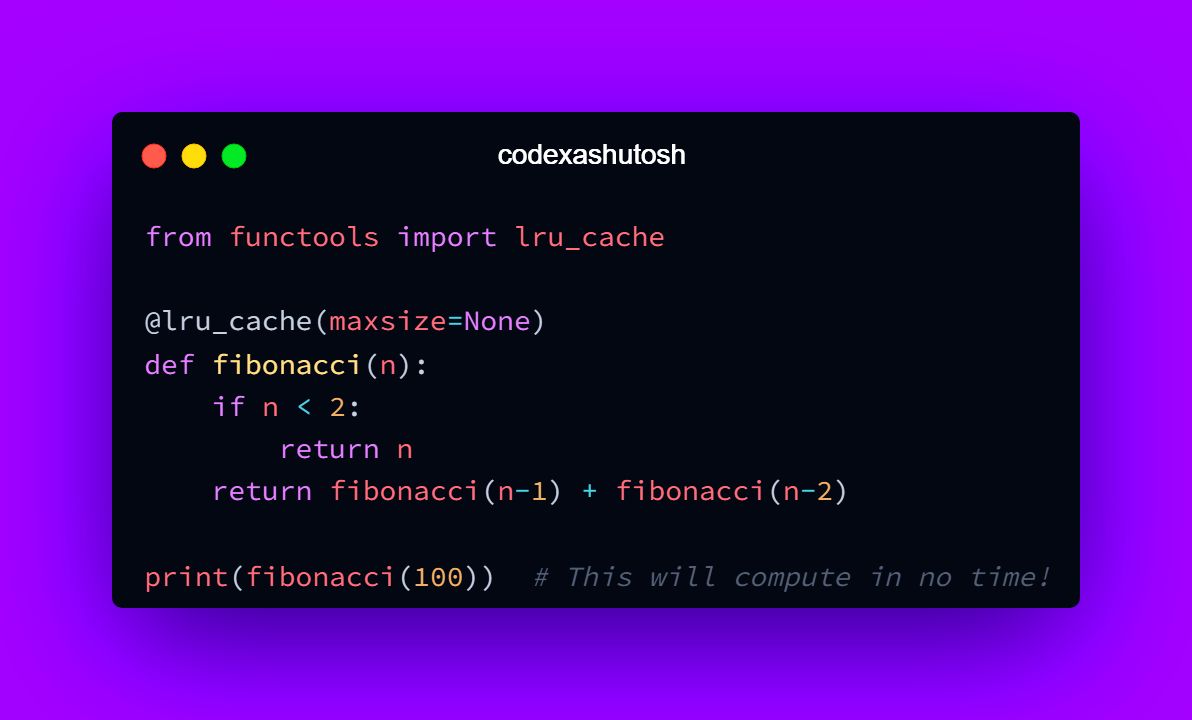 codexashutosh
from functools import lru_cache
@lru_cache(maxsize=None)
def fibonacci(n):
    if n < 2:
        return n
    return fibonacci(n-1) + fibonacci(n-2)
print(fibonacci(100))  # This will compute in no time!